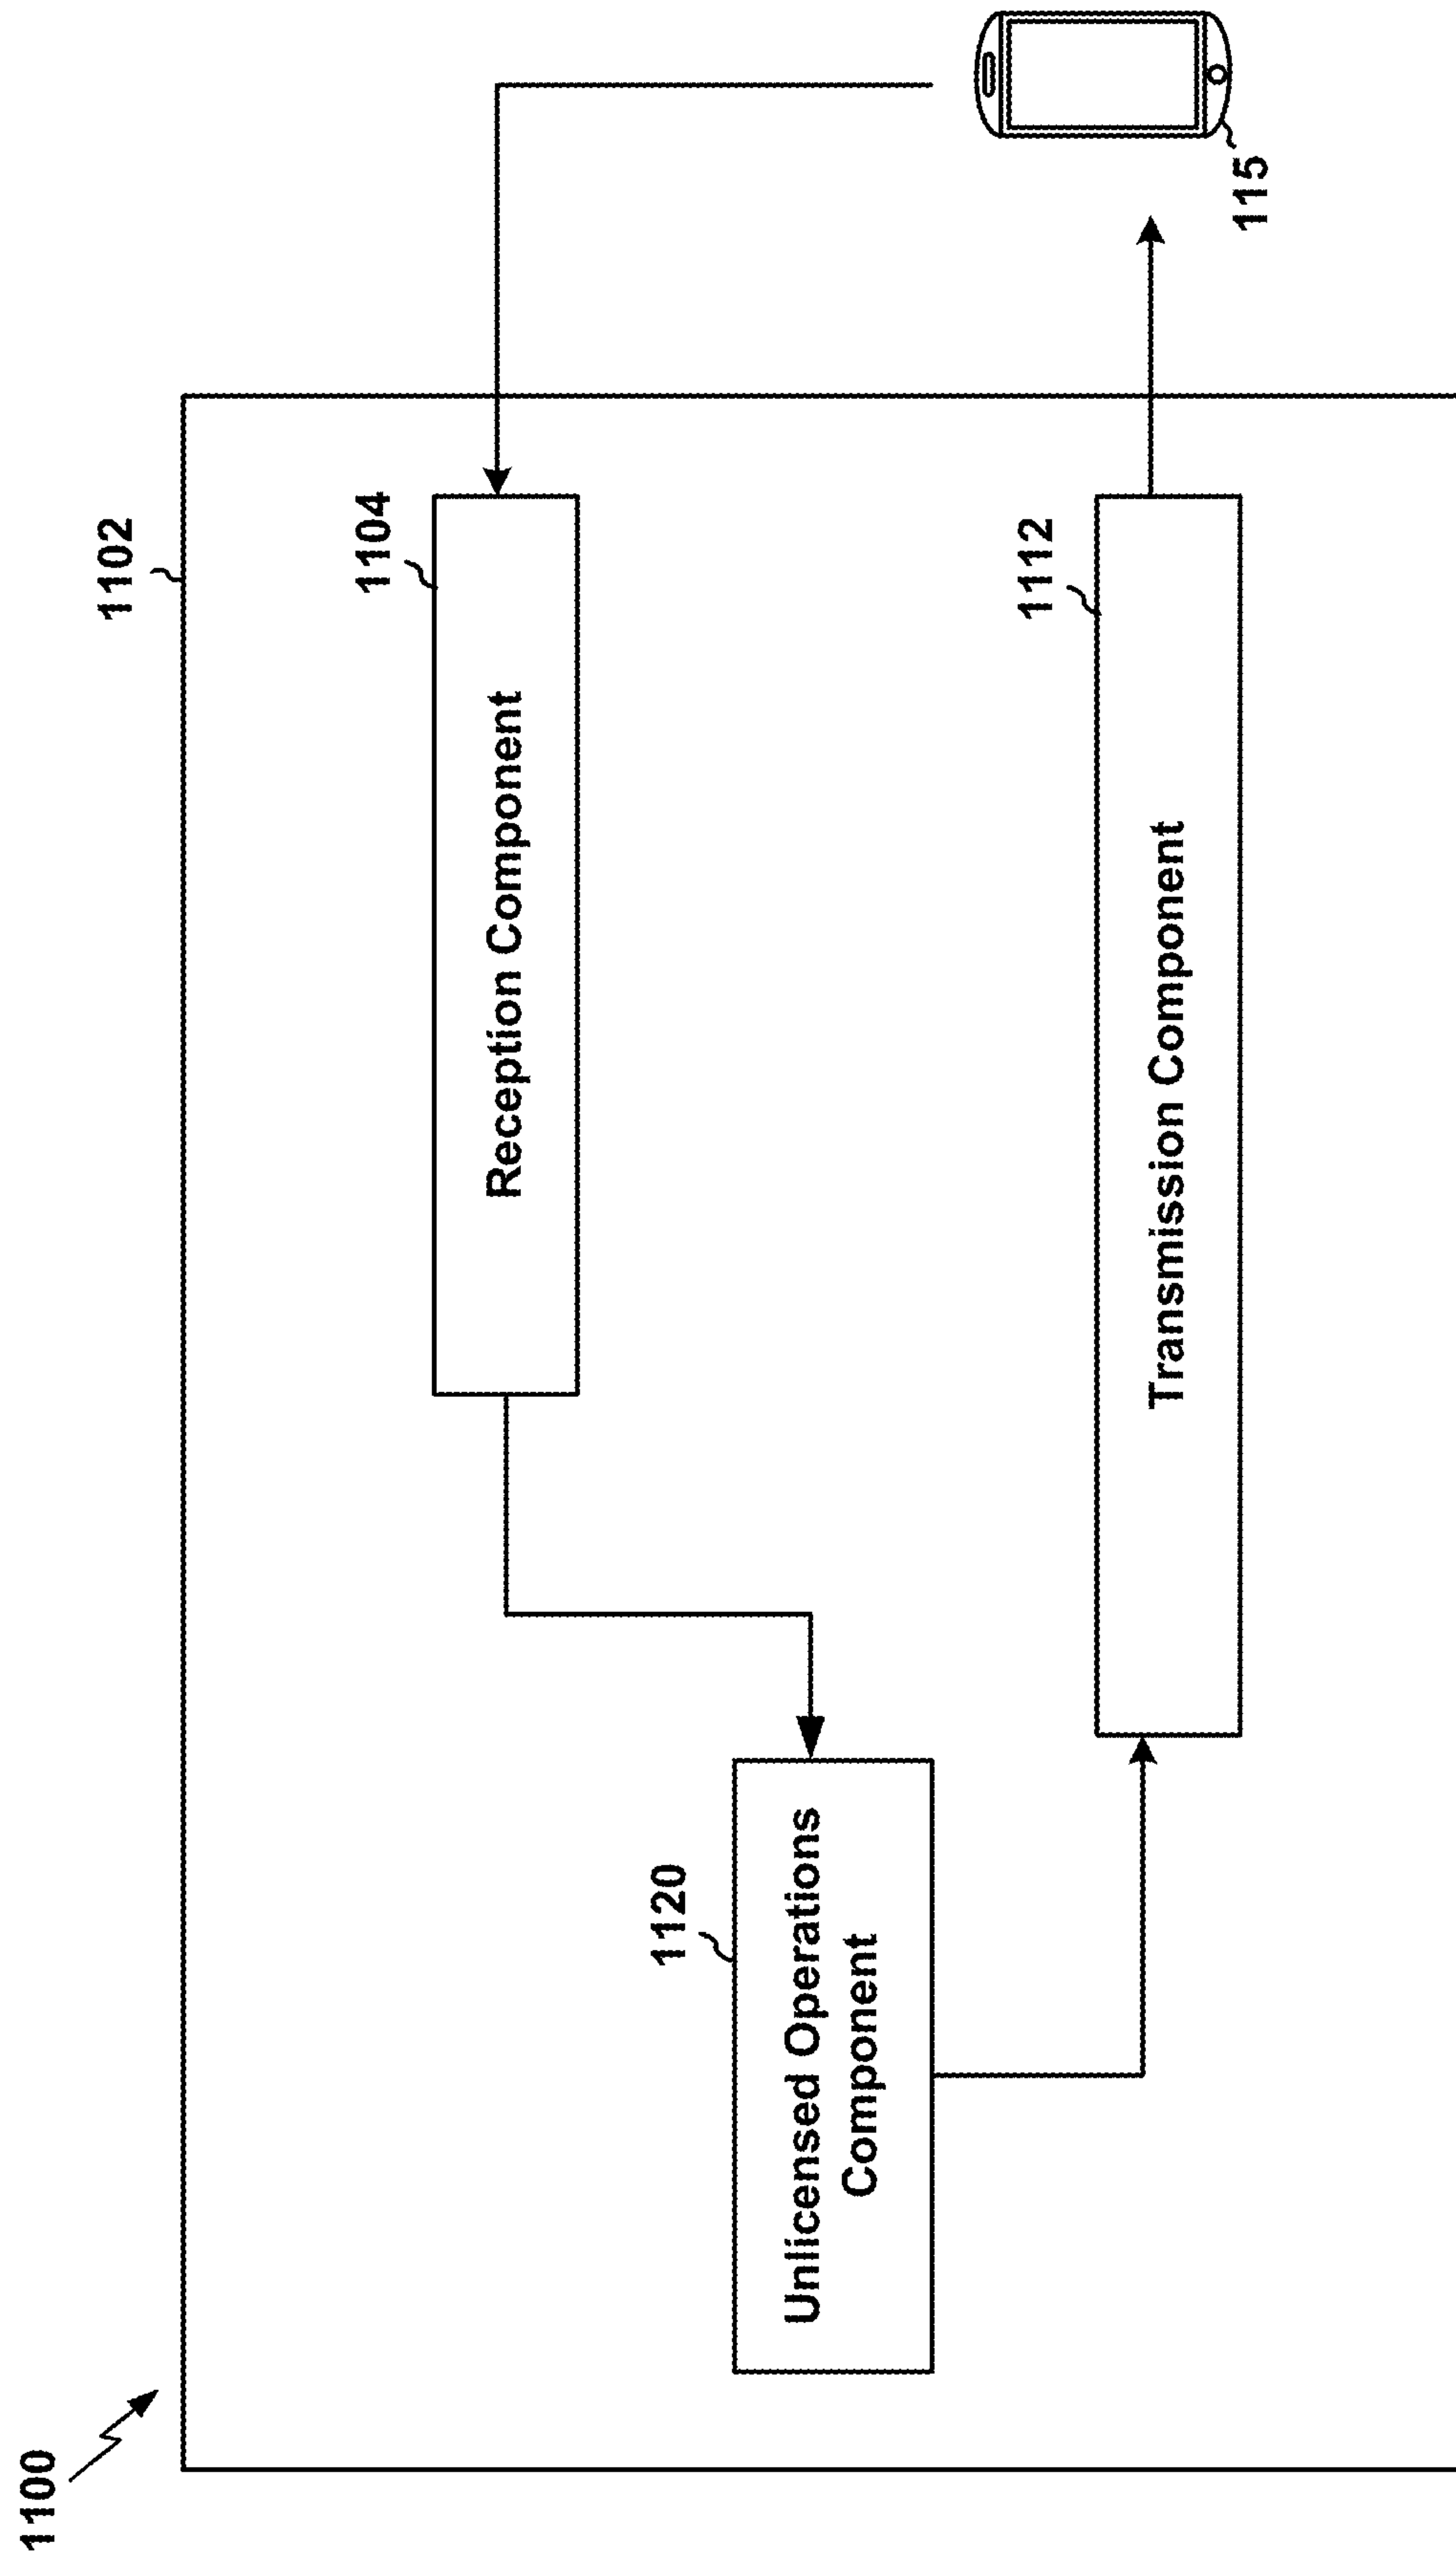 1100
1102
1104
Reception Component
115
1120
Unlicensed Operations
Component
1112
Transmission Component